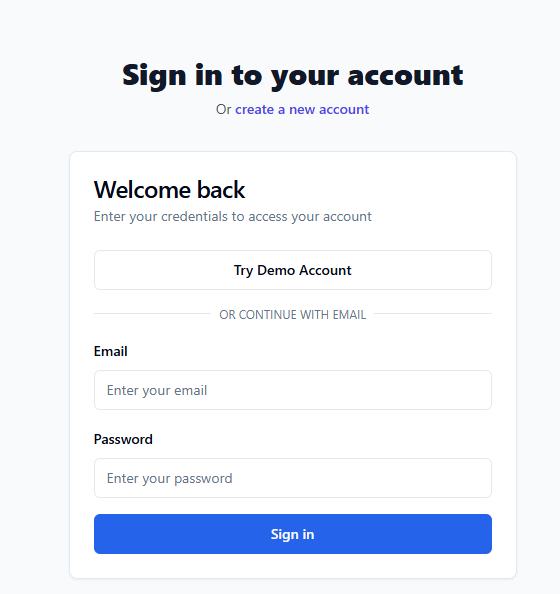 Sign in to your account
Or create a new account
Welcome back
Enter your credentials to access your account
Try Demo Account
OR CONTINUE WITH EMAIL
Email
Enter your email
Password
Enter your password
Sign in